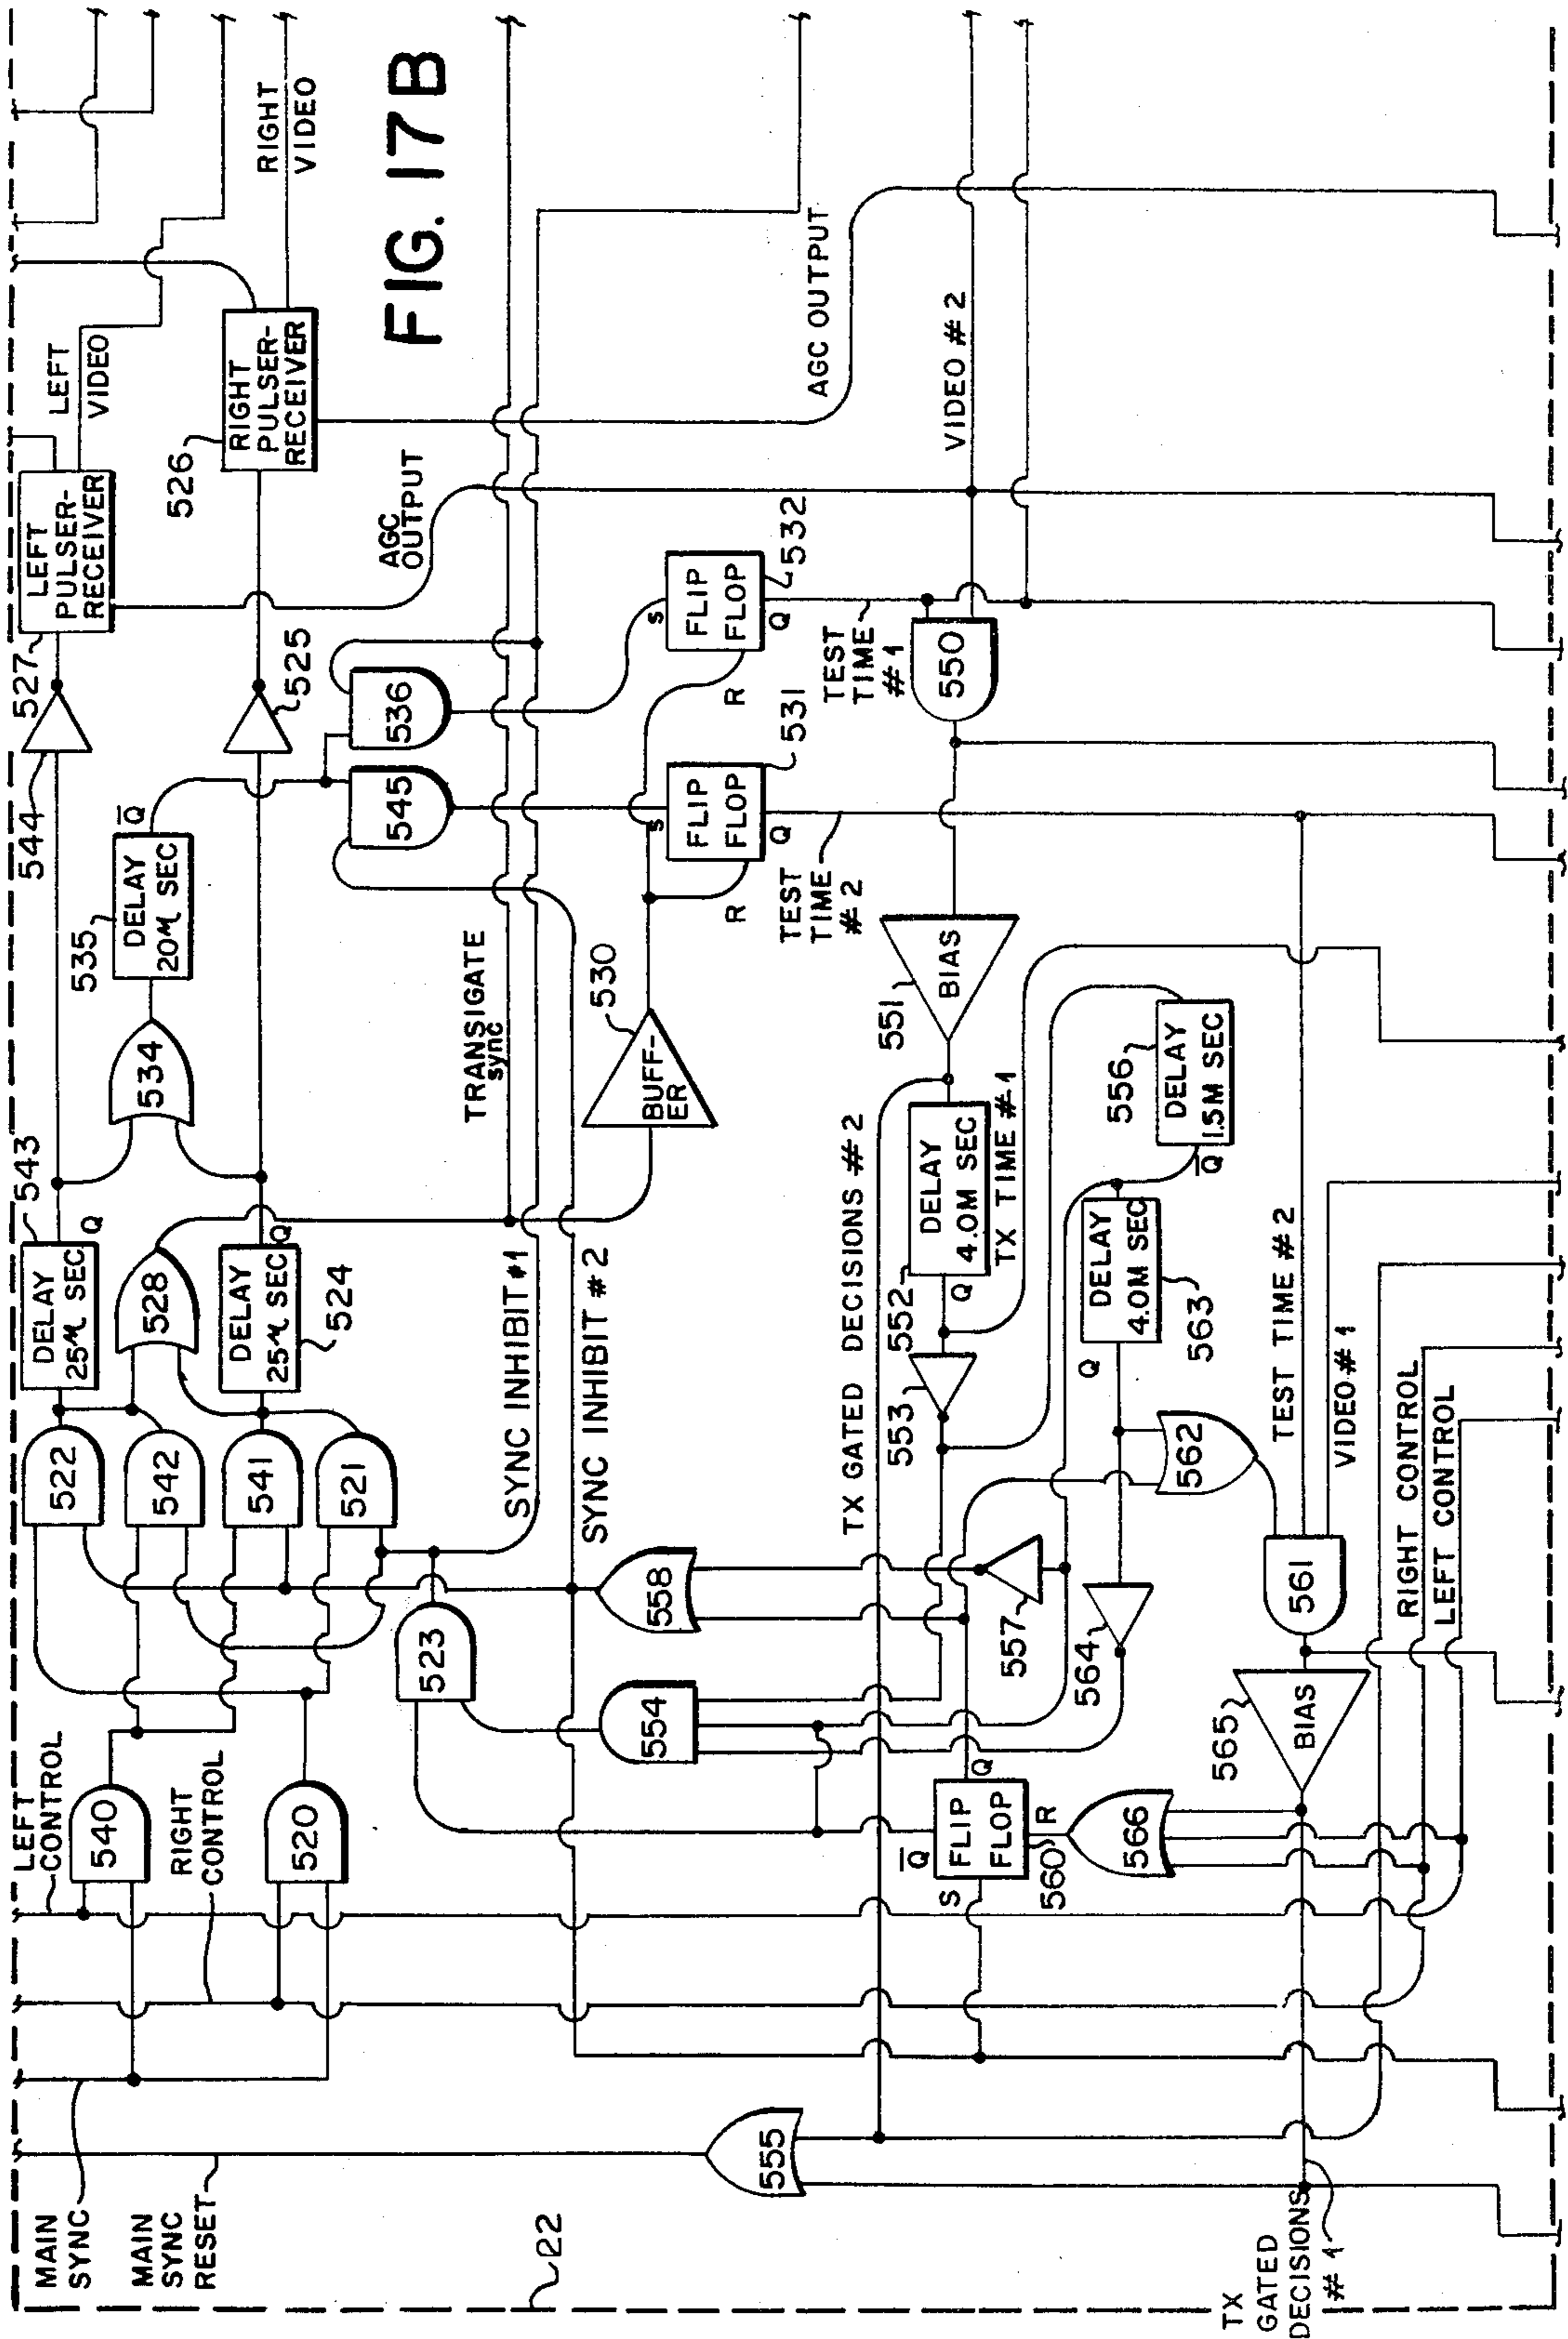 FIG. 17B
MAIN
SYNC
MAIN
SYNC
RESET
22
LEFT
CONTROL
RIGHT
CONTROL
540
520
522
542
541
521
523
543
DELAY
25μ SEC
Q
528
DELAY
25μ SEC
Q
524
534
535
DELAY
20μ SEC
Q̄
544
527
LEFT
PULSER-
RECEIVER
LEFT
VIDEO
525
526
RIGHT
PULSER-
RECEIVER
RIGHT
VIDEO
AGC
OUTPUT
AGC OUTPUT
536
545
TRANSIGATE
sync
SYNC INHIBIT #1
SYNC INHIBIT # 2
530
BUFF-
ER
S
FLIP
FLOP
R
Q
532
S
FLIP
FLOP
R
Q
531
TEST
TIME
# 1
TEST
TIME
# 2
550
VIDEO # 2
551
BIAS
TX GATED DECISIONS # 2
552
DELAY
4.0M SEC
Q
TX TIME #1
553
556
DELAY
1.5M SEC
Q̄
DELAY
4.0M SEC
Q
563
558
554
557
564
562
561
TEST TIME # 2
VIDEO # 1
RIGHT CONTROL
LEFT CONTROL
565
BIAS
Q̄
S
FLIP
FLOP
Q
R
560
566
555
TX
GATED
DECISIONS
# 1